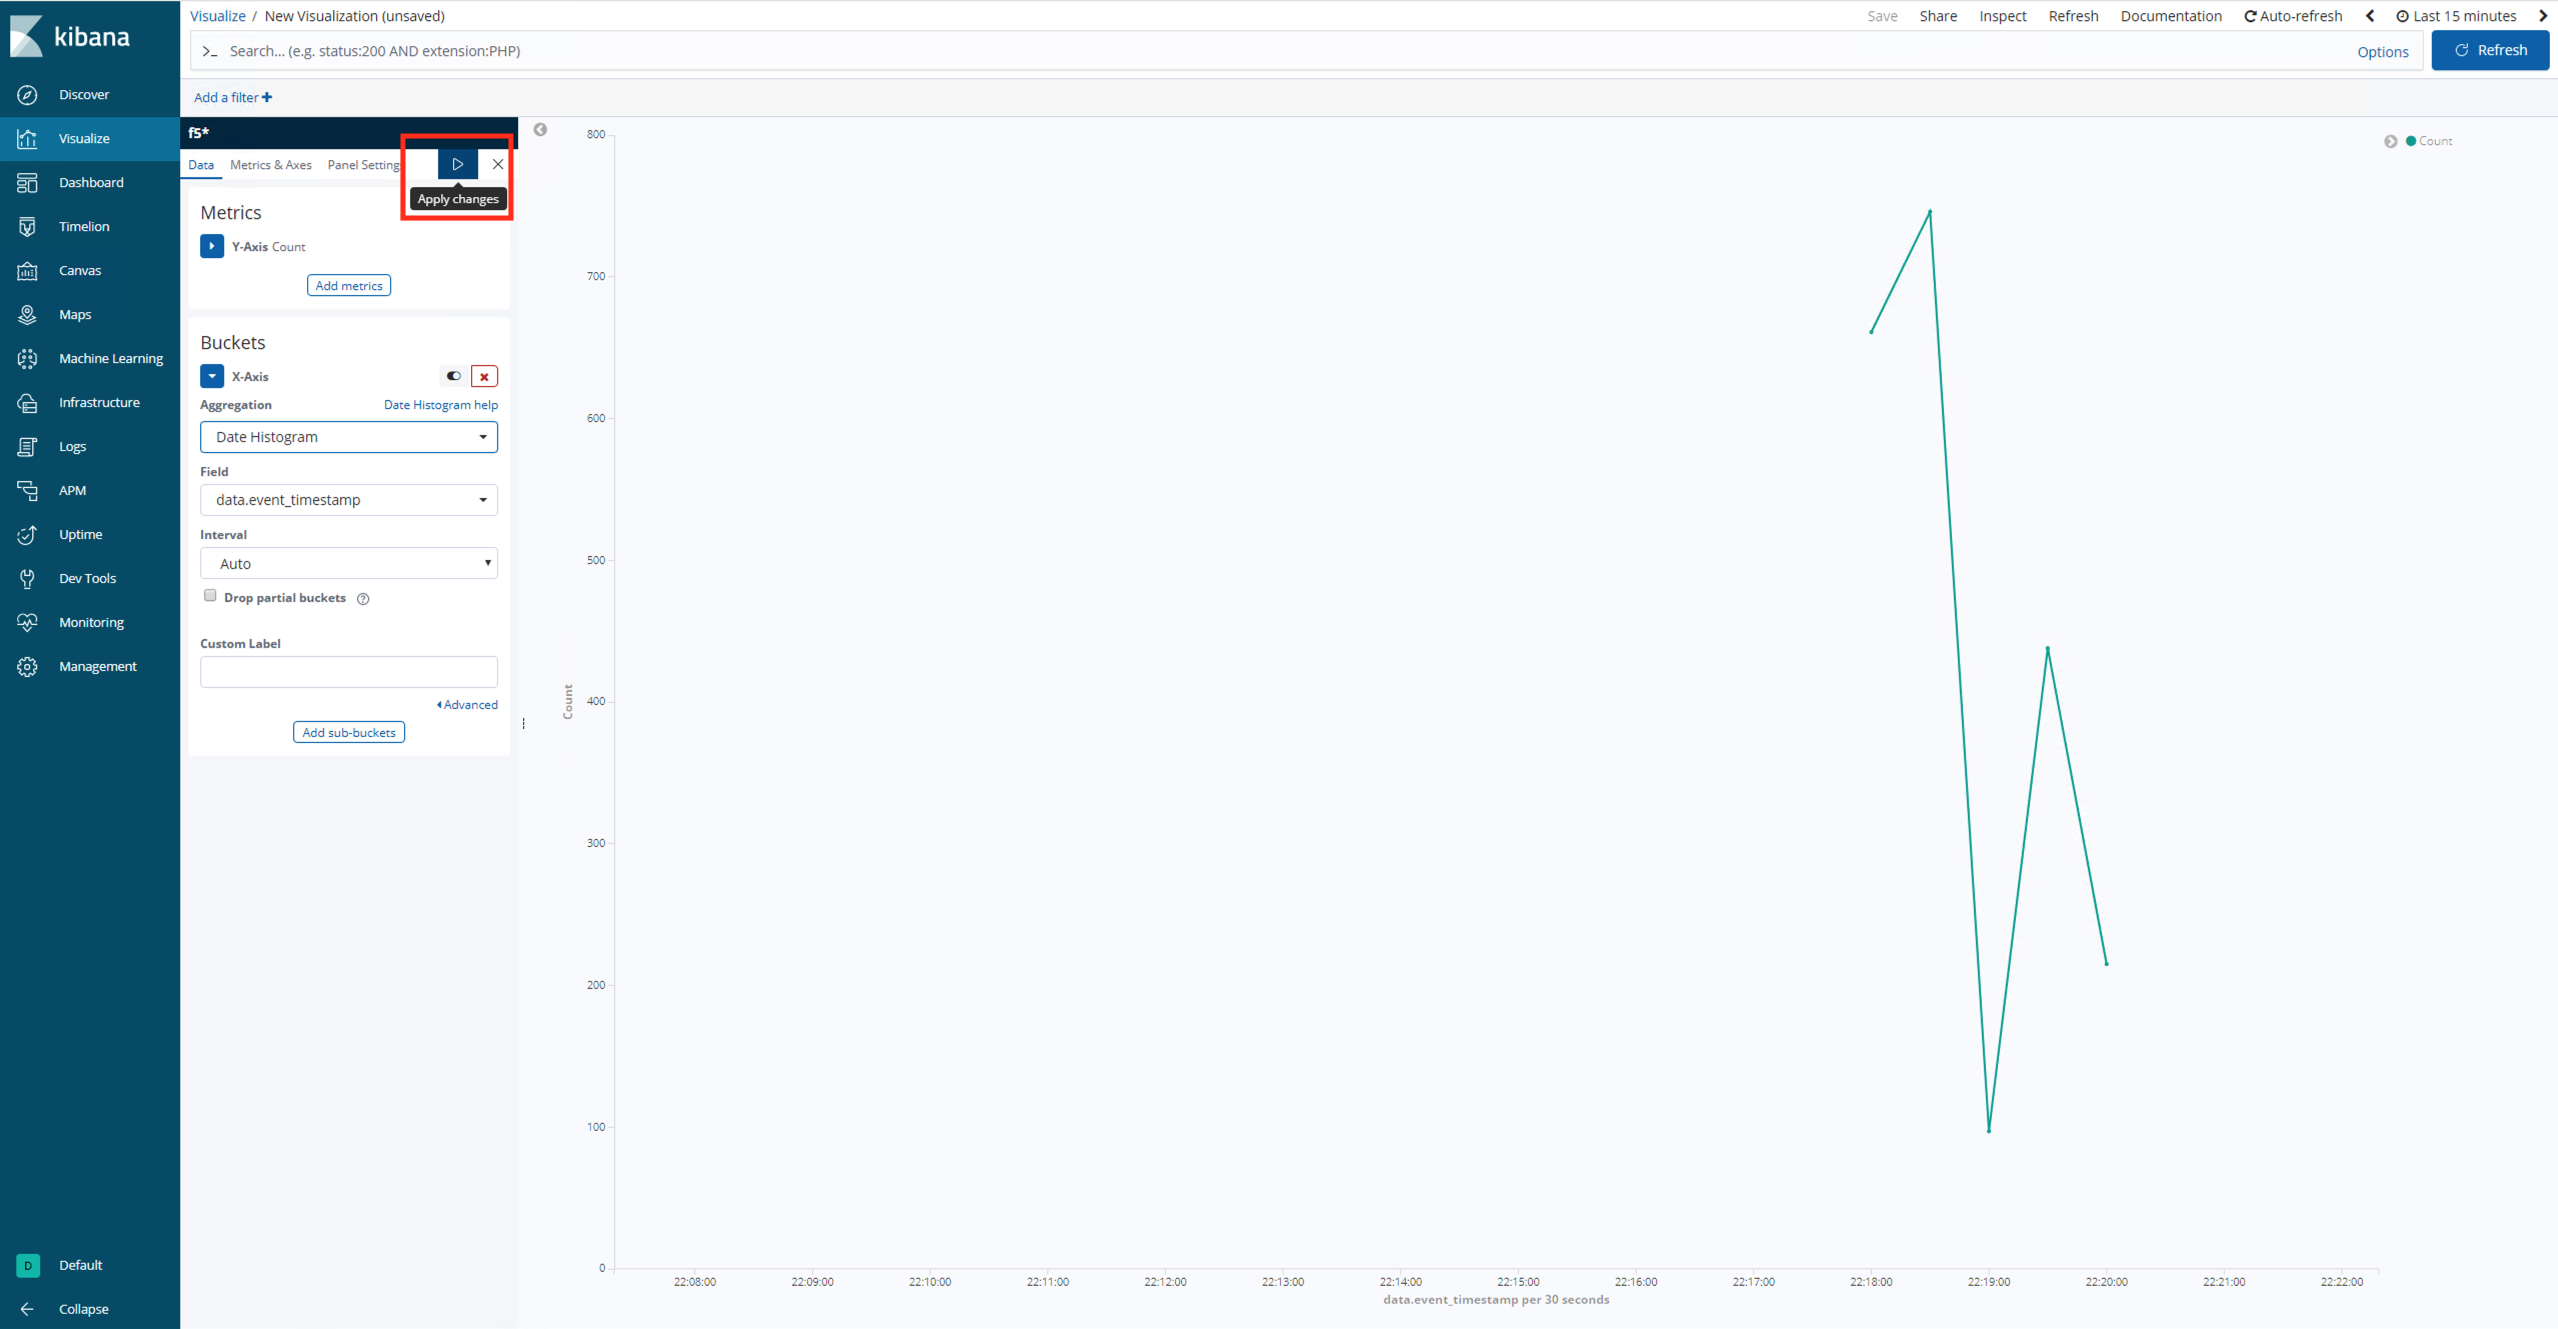 kibana
Discover
Visualize
Dashboard
Timelion
Canvas
Maps
Machine Learning
Infrastructure
Logs
APM
Uptime
Dev Tools
Monitoring
Management
D Default
Collapse
Visualize / New Visualization (unsaved)
Save Share Inspect Refresh Documentation Auto-refresh Last 15 minutes
>_ Search... (e.g. status:200 AND extension:PHP)
Options
Refresh
Add a filter
f5*
Data Metrics & Axes Panel Setting
Apply changes
Metrics
Y-Axis Count
Add metrics
Buckets
X-Axis
Aggregation Date Histogram help
Date Histogram
Field
data.event_timestamp
Interval
Auto
Drop partial buckets
Custom Label
Advanced
Add sub-buckets
Count
800
700
600
500
400
300
200
100
0
Count
22:08:00 22:09:00 22:10:00 22:11:00 22:12:00 22:13:00 22:14:00 22:15:00 22:16:00 22:17:00 22:18:00 22:19:00 22:20:00 22:21:00 22:22:00
data.event_timestamp per 30 seconds